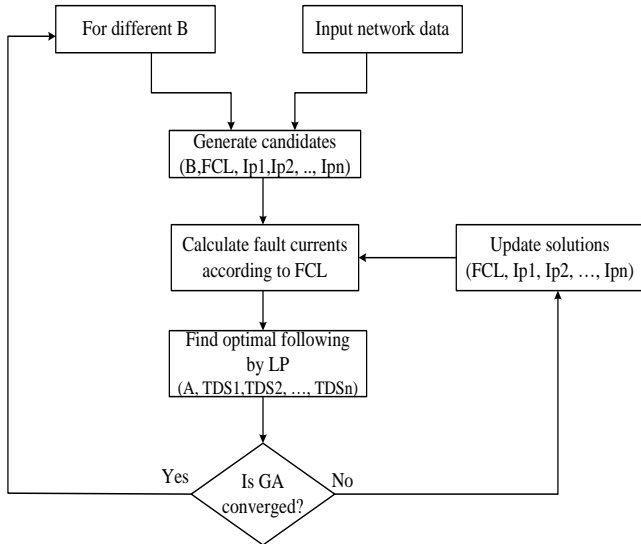 For different B
Input network data
Generate candidates
(B,FCL, Ip1,Ip2, .., Ipn)
Calculate fault currents
according to FCL
Update solutions
(FCL, Ip1, Ip2, …, Ipn)
Find optimal following
by LP
(A, TDS1,TDS2, …, TDSn)
Yes
Is GA
converged?
No